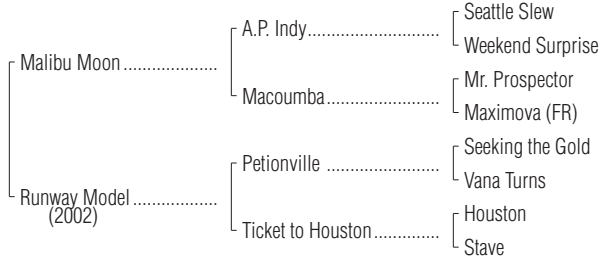 Seattle Slew
A.P. Indy
Weekend Surprise
Malibu Moon
Mr. Prospector
Macoumba
Maximova (FR)
Seeking the Gold
Petionville
Vana Turns
Runway Model
(2002)
Houston
Ticket to Houston
Stave